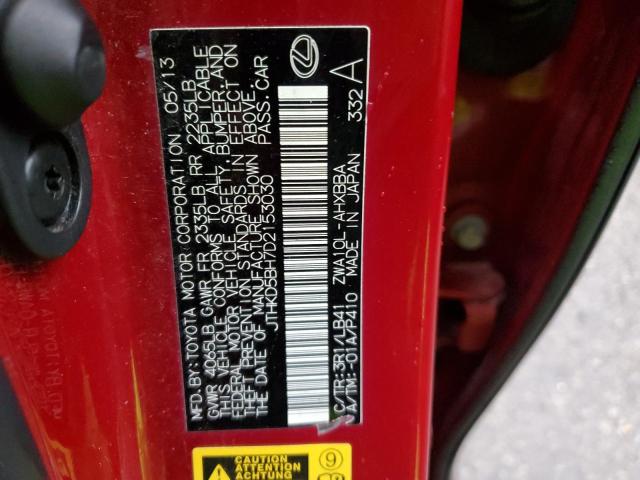 MFD.BY:TOYOTA MOTOR CORPORATION 05/13
GVWR 4065LB GAWR FR 2335LB RR 2235LB
THIS VEHICLE CONFORMS TO ALL APPLICABLE
FEDERAL MOTOR VEHICLE SAFETY, BUMPER, AND
THEFT PREVENTION STANDARDS IN EFFECT ON
THE DATE OF MANUFACTURE SHOWN ABOVE.
JTHKD5BH7D2153030 PASS.CAR
C/TR:3R1/LB41 ZWA10L-AHXBBA
A/TM:-01A/P410 MADE IN JAPAN 332 A
CAUTION
ATTENTION
ACHTUNG
9